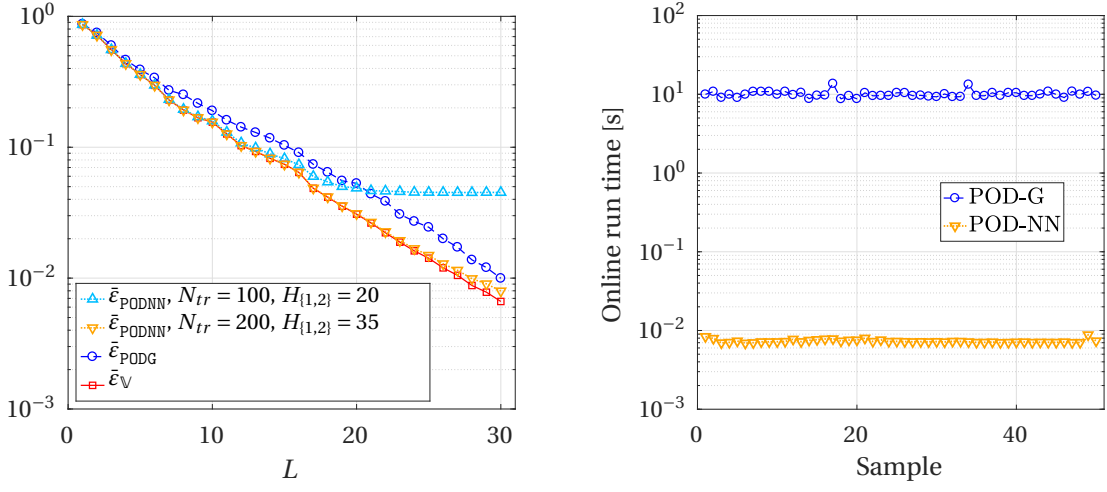 10^0
10^{-1}
10^{-2}
10^{-3}
ε̄_PODNN, N_tr = 100, H_{1,2} = 20
ε̄_PODNN, N_tr = 200, H_{1,2} = 35
ε̄_PODG
ε̄_𝕍
0 10 20 30
L
Online run time [s]
10^3
10^2
10^1
10^0
10^{-1}
10^{-2}
10^{-3}
POD-G
POD-NN
0 20 40
Sample